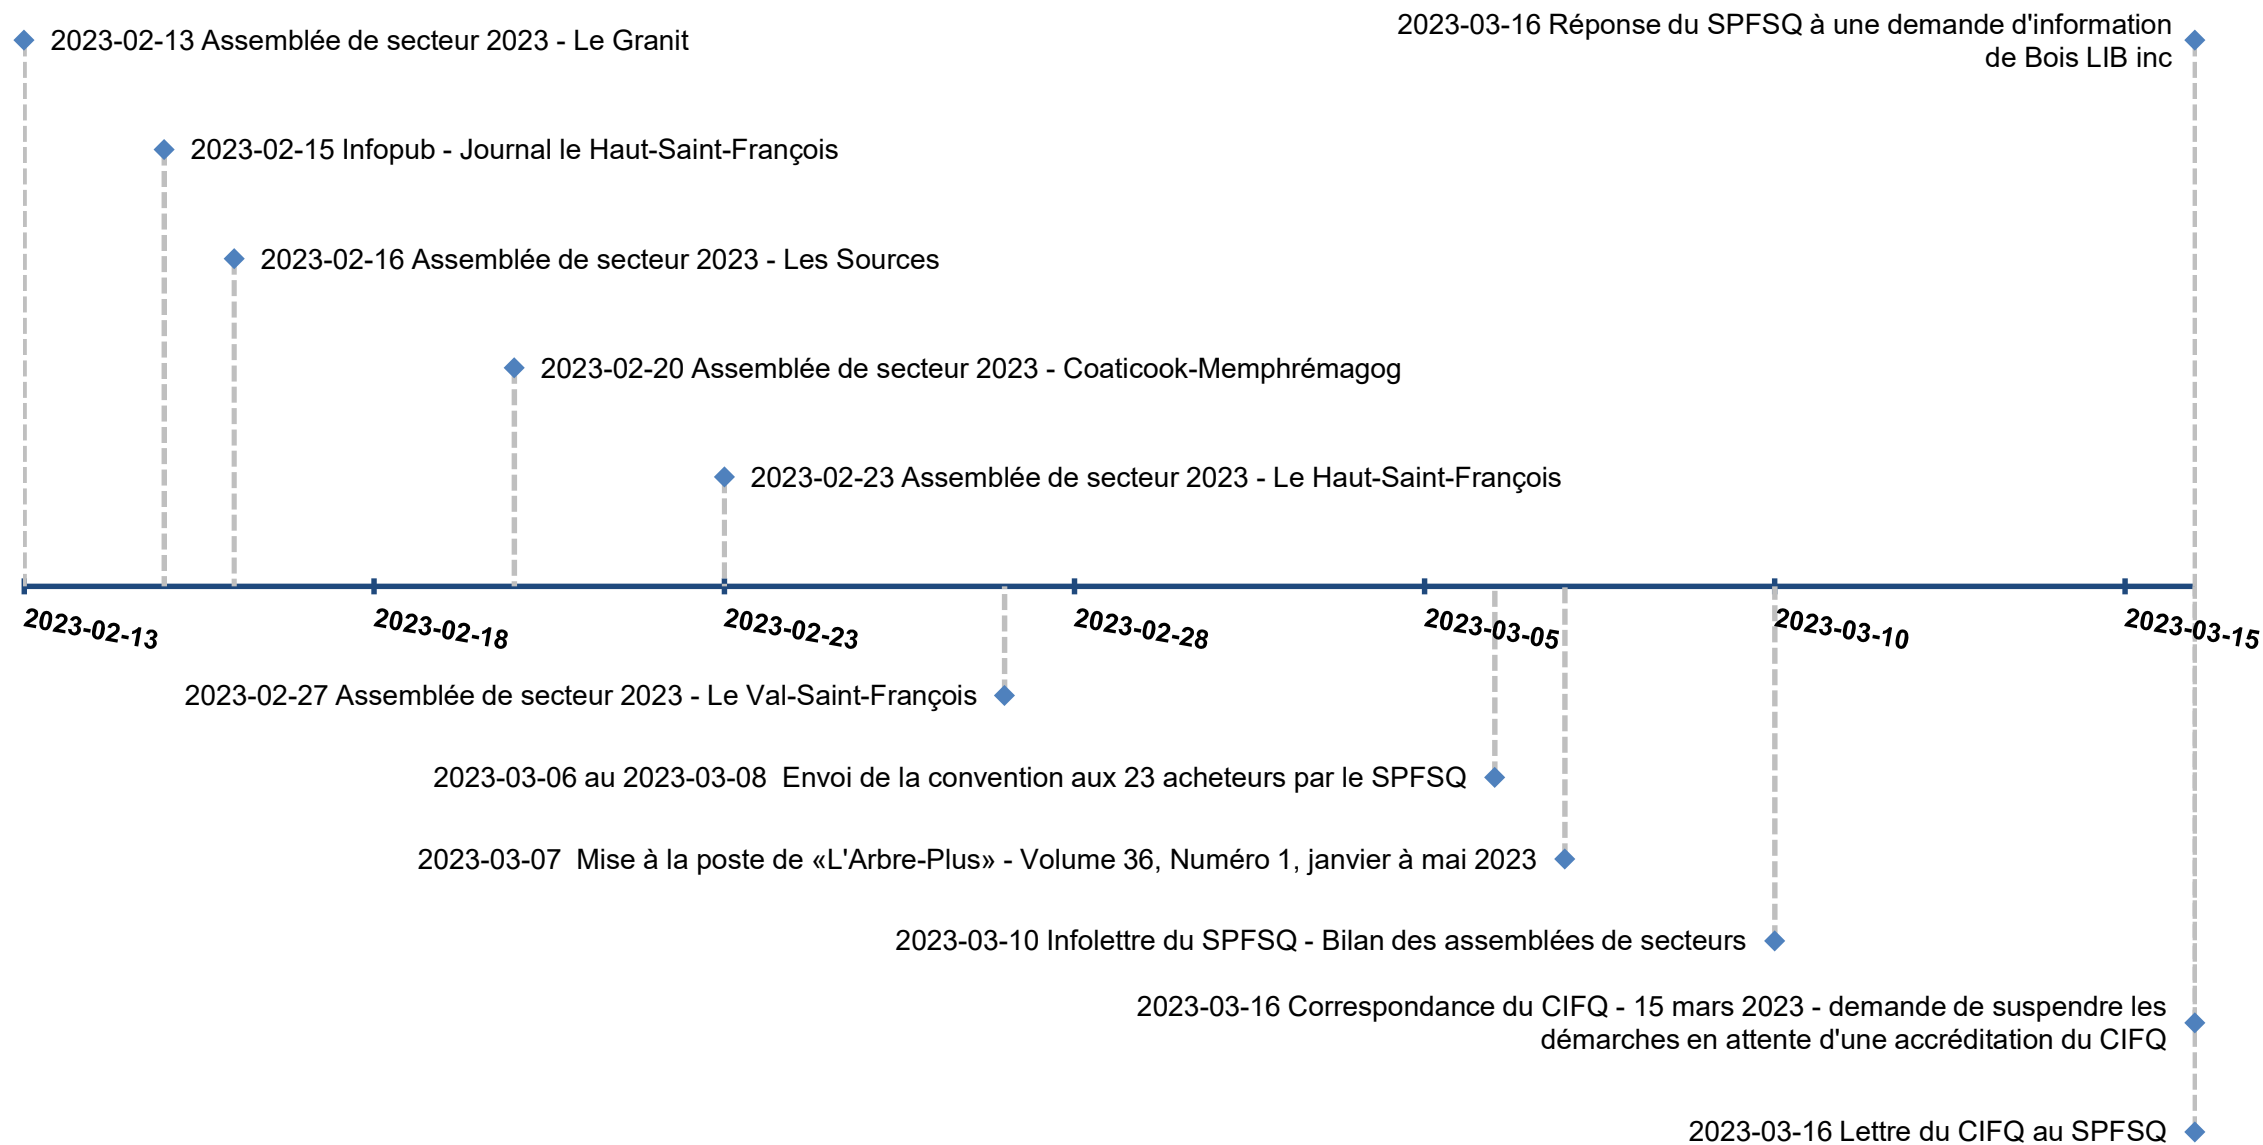 2023-02-13 Assemblée de secteur 2023 - Le Granit
2023-03-16 Réponse du SPFSQ à une demande d'information
de Bois LIB inc
2023-02-15 Infopub - Journal le Haut-Saint-François
2023-02-16 Assemblée de secteur 2023 - Les Sources
2023-02-20 Assemblée de secteur 2023 - Coaticook-Memphrémagog
2023-02-23 Assemblée de secteur 2023 - Le Haut-Saint-François
2023-02-13
2023-02-18
2023-02-23
2023-02-28
2023-03-05
2023-03-10
2023-03-15
2023-02-27 Assemblée de secteur 2023 - Le Val-Saint-François
2023-03-06 au 2023-03-08  Envoi de la convention aux 23 acheteurs par le SPFSQ
2023-03-07  Mise à la poste de «L'Arbre-Plus» - Volume 36, Numéro 1, janvier à mai 2023
2023-03-10 Infolettre du SPFSQ - Bilan des assemblées de secteurs
2023-03-16 Correspondance du CIFQ - 15 mars 2023 - demande de suspendre les
démarches en attente d'une accréditation du CIFQ
2023-03-16 Lettre du CIFQ au SPFSQ